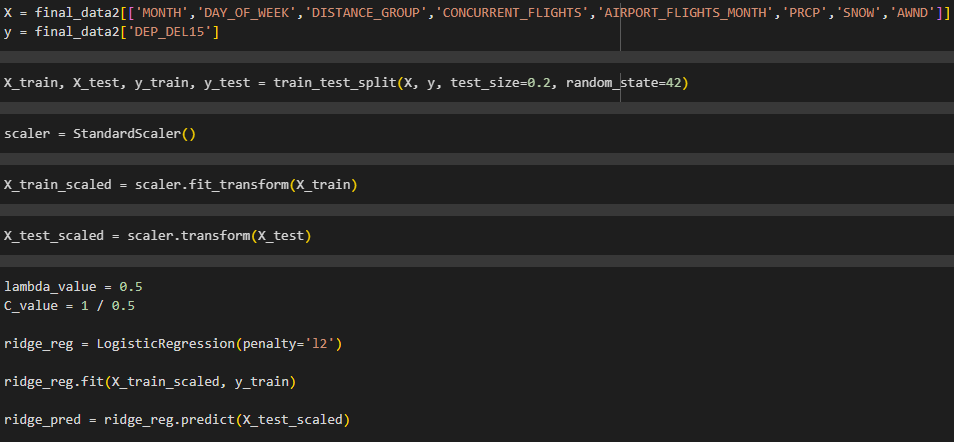 X = final_data2[['MONTH','DAY_OF_WEEK','DISTANCE_GROUP','CONCURRENT_FLIGHTS','AIRPORT_FLIGHTS_MONTH','PRCP','SNOW','AWND']]
y = final_data2['DEP_DEL15']
X_train, X_test, y_train, y_test = train_test_split(X, y, test_size=0.2, random_state=42)
scaler = StandardScaler()
X_train_scaled = scaler.fit_transform(X_train)
X_test_scaled = scaler.transform(X_test)
lambda_value = 0.5
C_value = 1 / 0.5
ridge_reg = LogisticRegression(penalty='l2')
ridge_reg.fit(X_train_scaled, y_train)
ridge_pred = ridge_reg.predict(X_test_scaled)